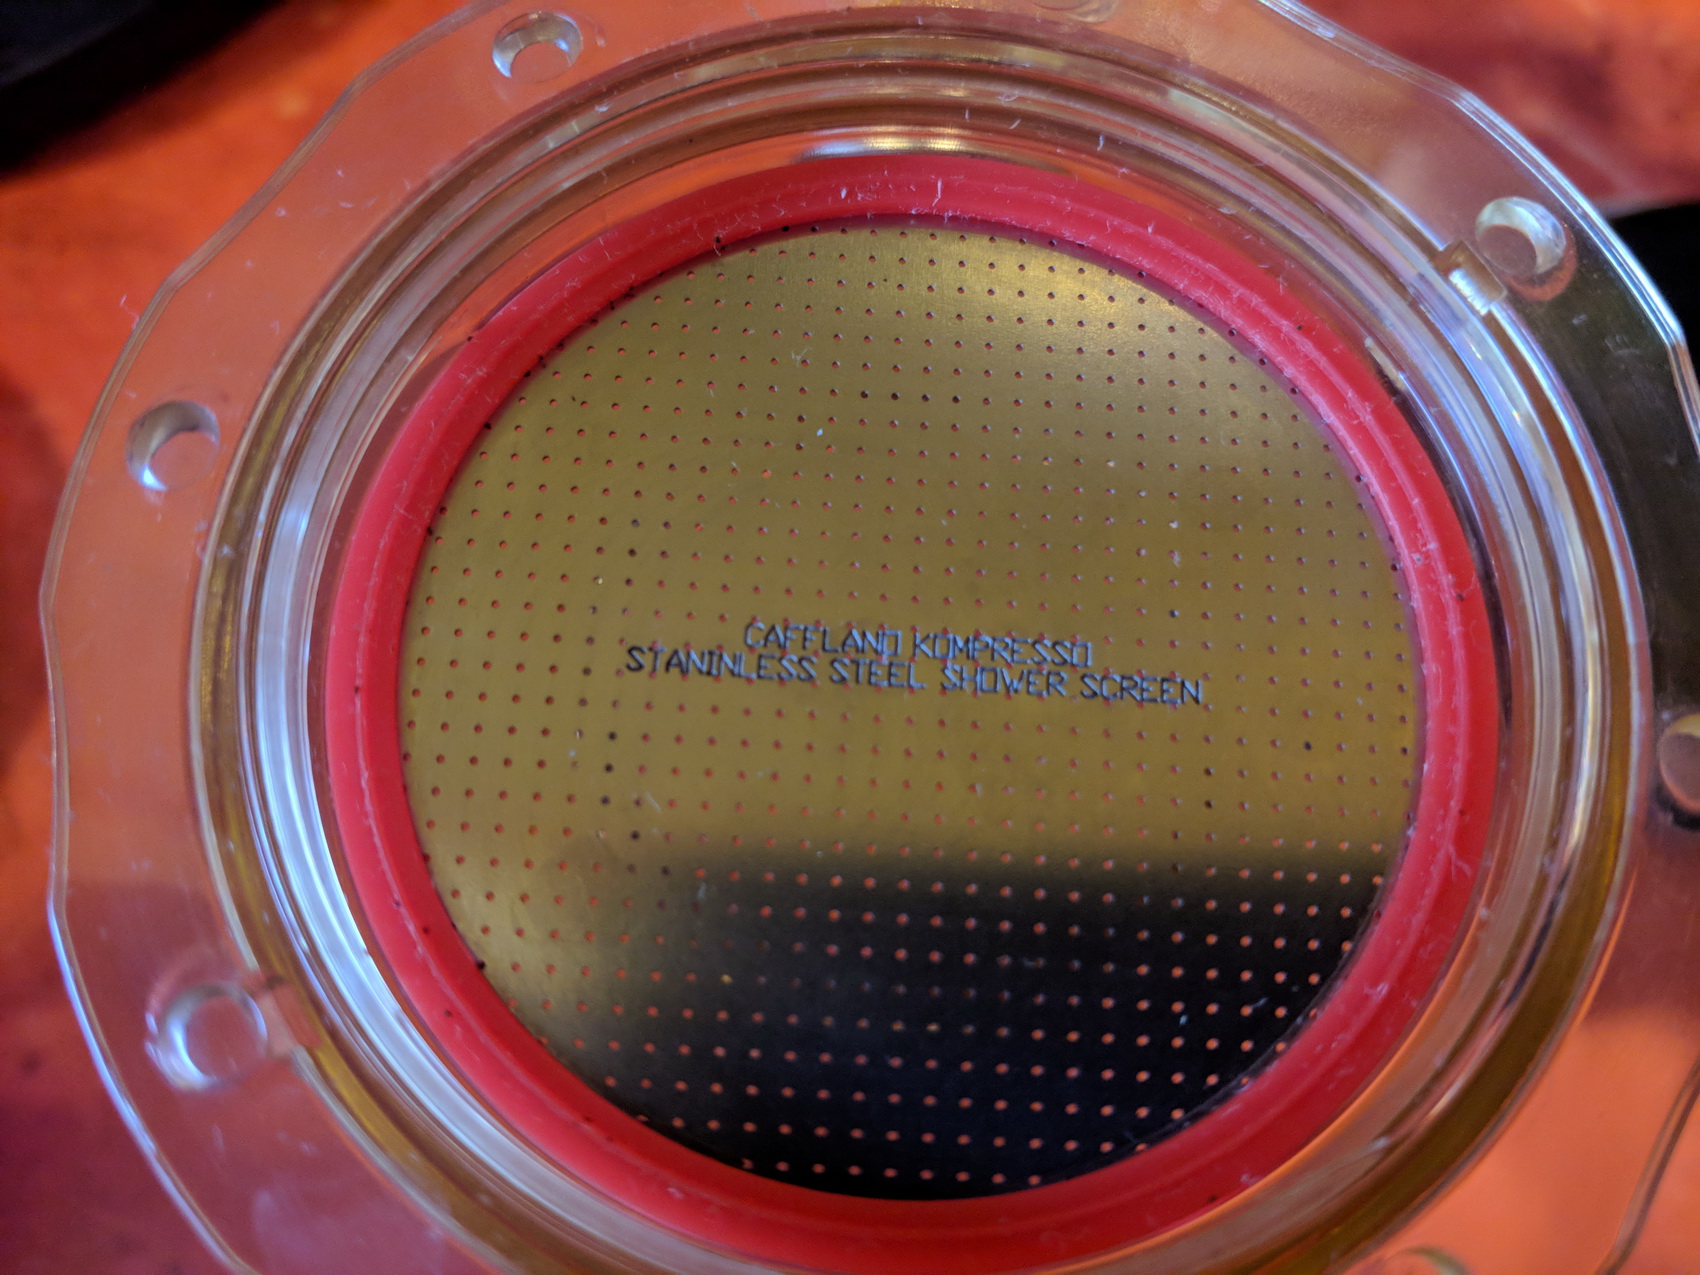 CAFFLANO KOMPRESSO
STANINLESS STEEL SHOWER SCREEN